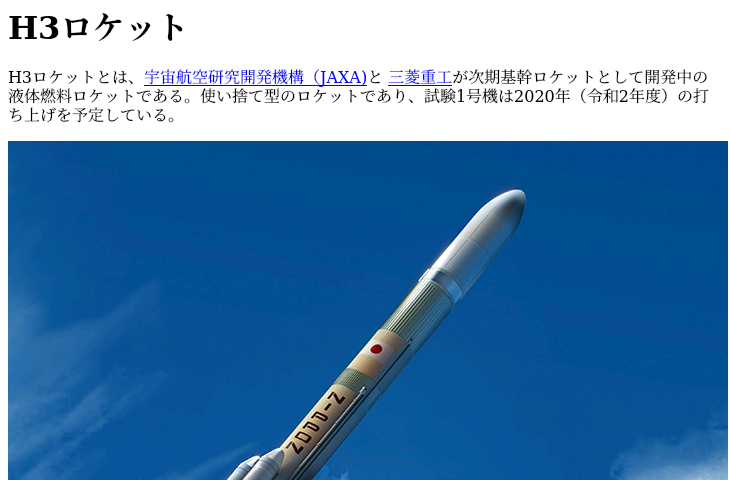 H3ロケット
H3ロケットとは、宇宙航空研究開発機構（JAXA)と 三菱重工が次期基幹ロケットとして開発中の
液体燃料ロケットである。使い捨て型のロケットであり、試験1号機は2020年（令和2年度）の打
ち上げを予定している。
NIPPON